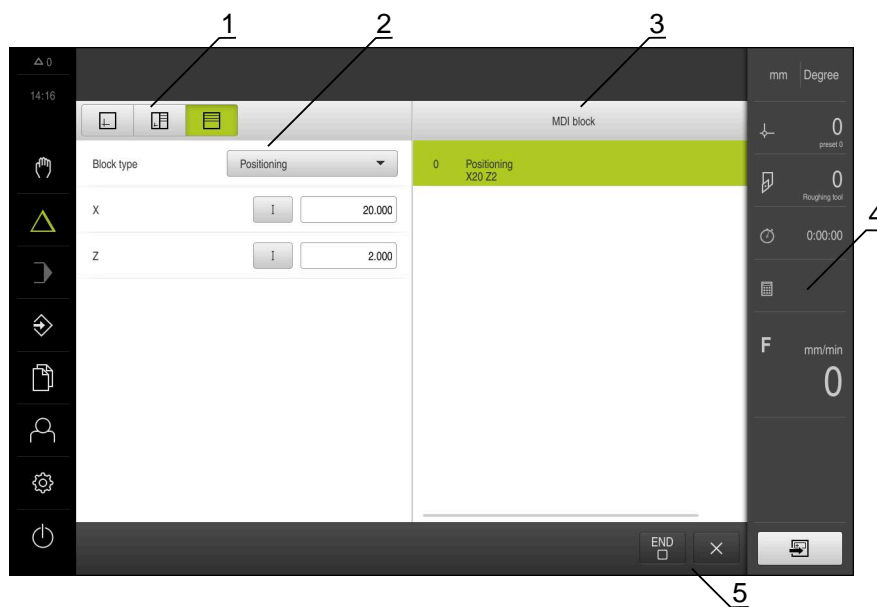 1
2
3
△ 0
mm
Degree
14:16
MDI block
0
preset 0
Block type
Positioning
0
Positioning
X20 Z2
0
Roughing tool
X
I
20.000
4
Z
I
2.000
0:00:00
F
mm/min
0
END
5